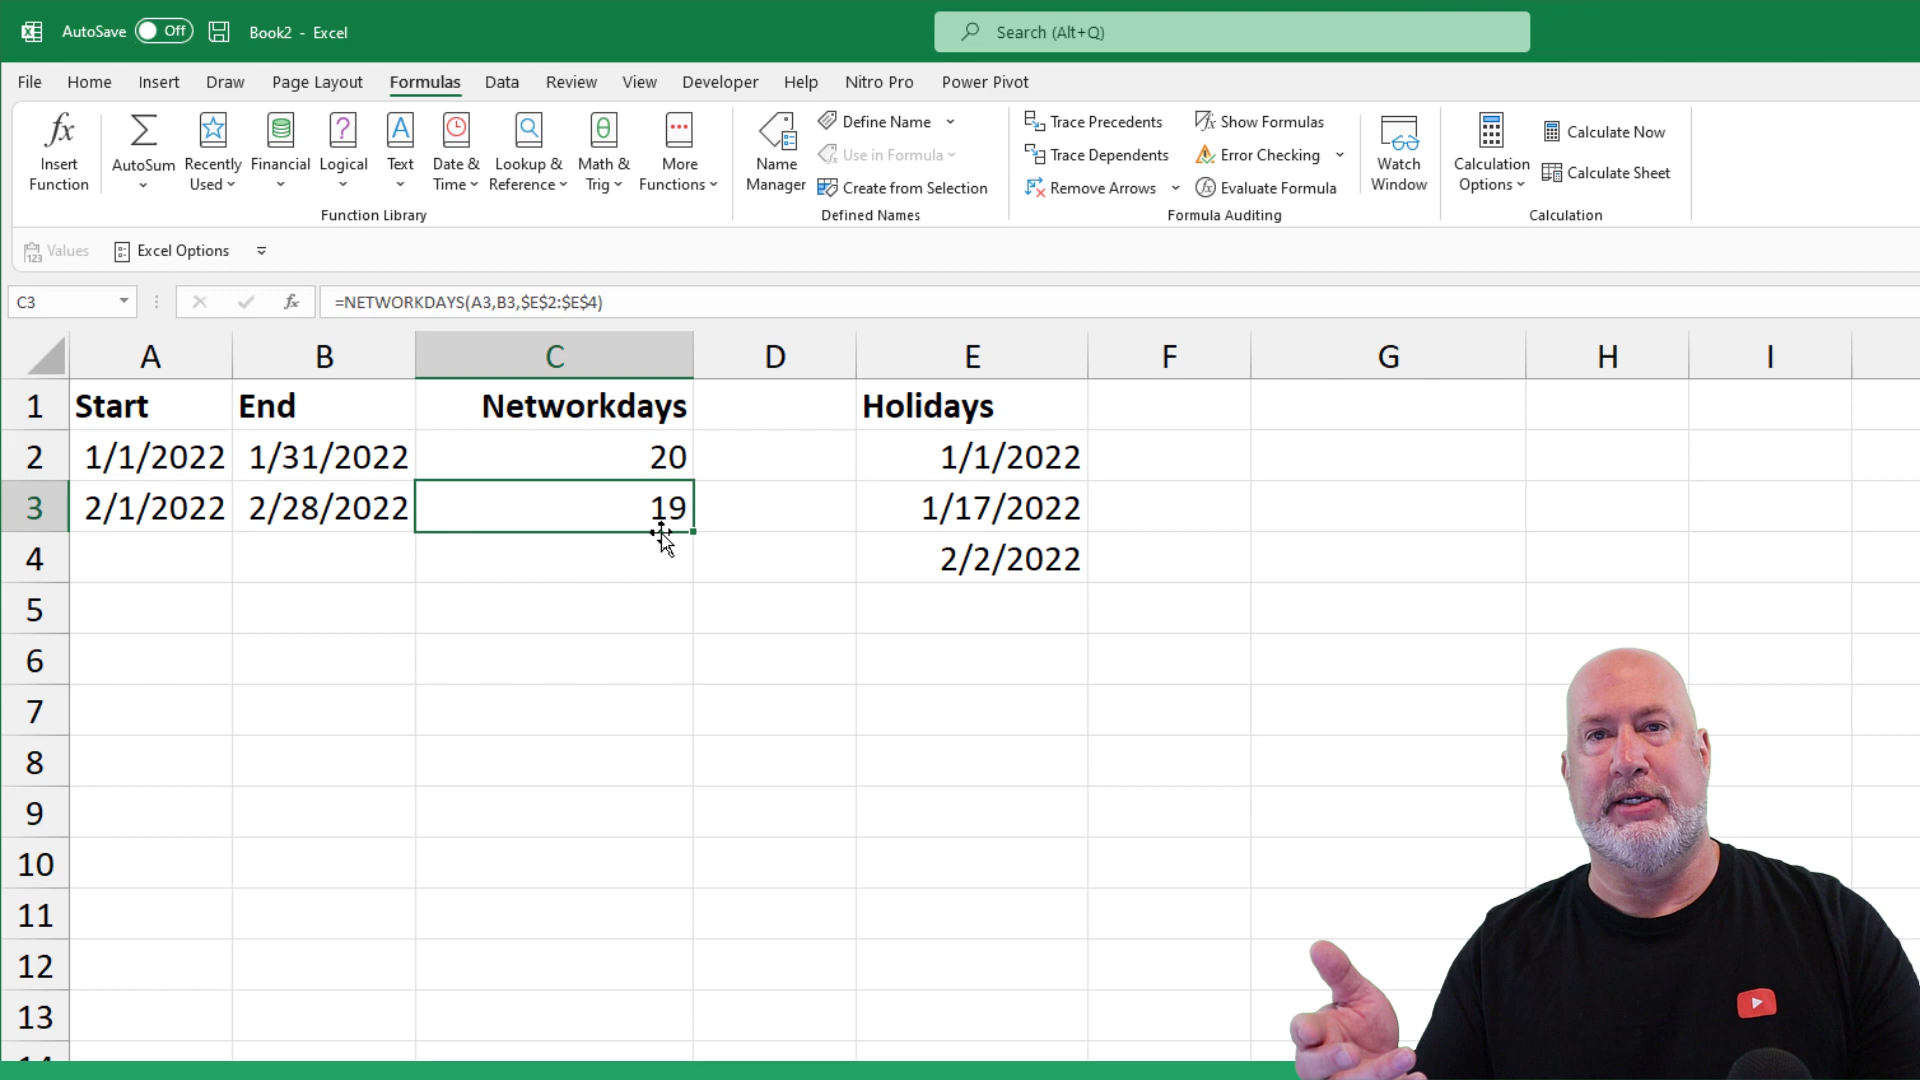 AutoSave Off Book2 - Excel Search (Alt+Q)
File Home Insert Draw Page Layout Formulas Data Review View Developer Help Nitro Pro Power Pivot
Insert Function
AutoSum
Recently Used
Financial
Logical
Text
Date & Time
Lookup & Reference
Math & Trig
More Functions
Function Library
Name Manager
Define Name
Use in Formula
Create from Selection
Defined Names
Trace Precedents
Trace Dependents
Remove Arrows
Show Formulas
Error Checking
Evaluate Formula
Formula Auditing
Watch Window
Calculation Options
Calculate Now
Calculate Sheet
Calculation
Values Excel Options
C3 fx =NETWORKDAYS(A3,B3,$E$2:$E$4)
A B C D E F G H I
1 Start End Networkdays Holidays
2 1/1/2022 1/31/2022 20 1/1/2022
3 2/1/2022 2/28/2022 19 1/17/2022
4 2/2/2022
5
6
7
8
9
10
11
12
13